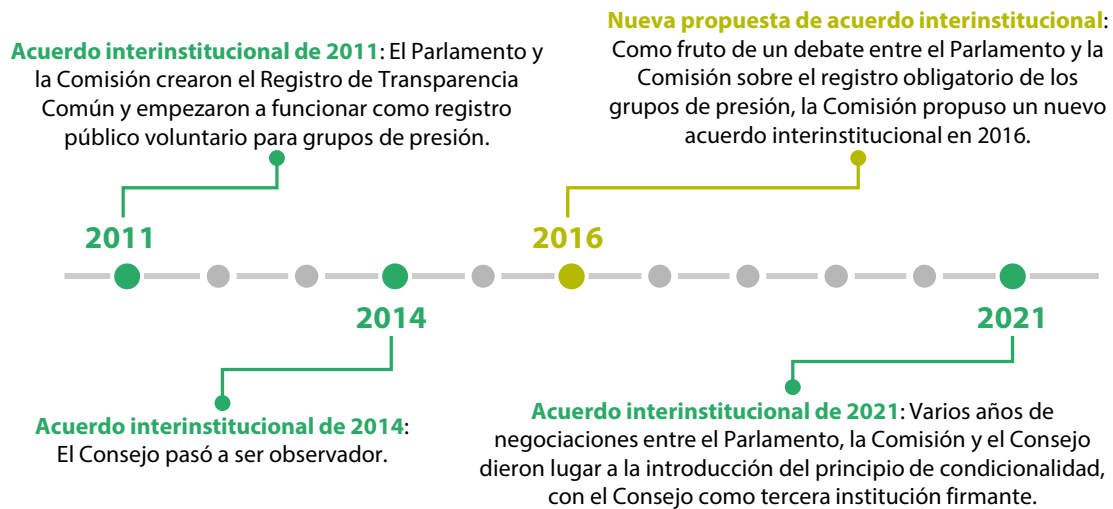 Acuerdo interinstitucional de 2011: El Parlamento y
la Comisión crearon el Registro de Transparencia
Común y empezaron a funcionar como registro
público voluntario para grupos de presión.
Nueva propuesta de acuerdo interinstitucional:
Como fruto de un debate entre el Parlamento y la
Comisión sobre el registro obligatorio de los
grupos de presión, la Comisión propuso un nuevo
acuerdo interinstitucional en 2016.
2011
2016
2014
2021
Acuerdo interinstitucional de 2014:
El Consejo pasó a ser observador.
Acuerdo interinstitucional de 2021: Varios años de
negociaciones entre el Parlamento, la Comisión y el Consejo
dieron lugar a la introducción del principio de condicionalidad,
con el Consejo como tercera institución firmante.